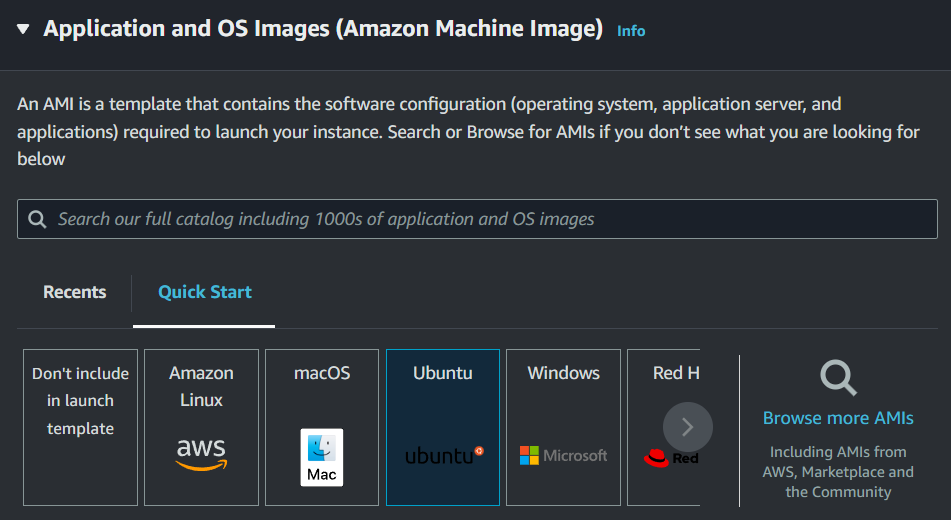 Application and OS Images (Amazon Machine Image) Info
An AMI is a template that contains the software configuration (operating system, application server, and
applications) required to launch your instance. Search or Browse for AMIs if you don’t see what you are looking for
below
Search our full catalog including 1000s of application and OS images
Recents
Quick Start
Don't include
in launch
template
Amazon
Linux
aws
macOS
Mac
Ubuntu
ubuntu
Windows
Microsoft
Red H
Red
Browse more AMIs
Including AMIs from
AWS, Marketplace and
the Community